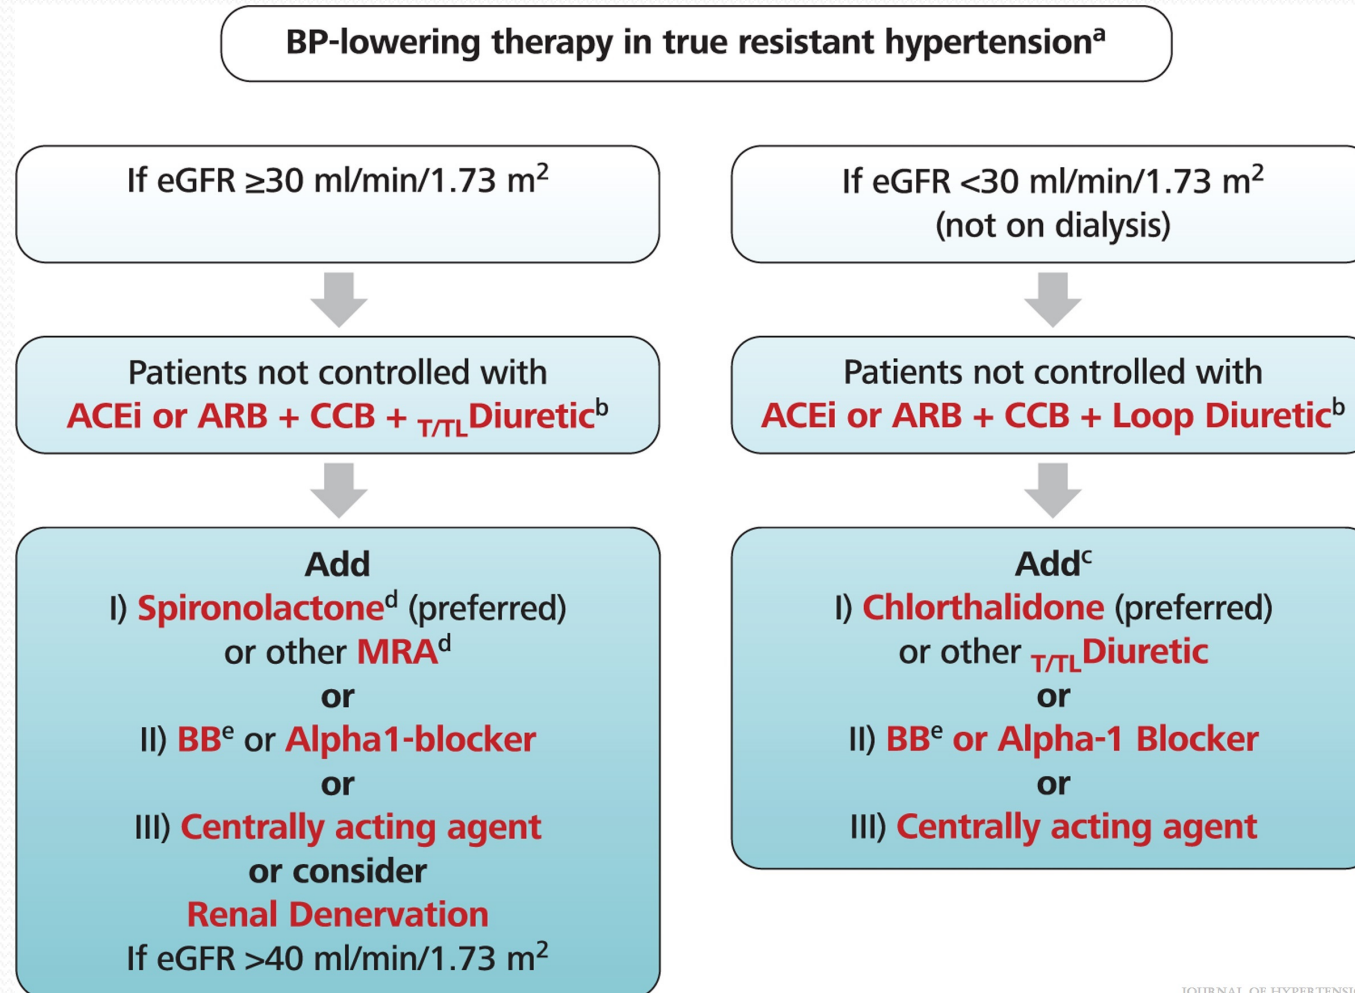 BP-lowering therapy in true resistant hypertensionᵃ
If eGFR ≥30 ml/min/1.73 m²
Patients not controlled with
ACEi or ARB + CCB + T/TLDiureticᵇ
Add
I) Spironolactoneᵈ (preferred)
or other MRAᵈ
or
II) BBᵉ or Alpha1-blocker
or
III) Centrally acting agent
or consider
Renal Denervation
If eGFR >40 ml/min/1.73 m²
If eGFR <30 ml/min/1.73 m²
(not on dialysis)
Patients not controlled with
ACEi or ARB + CCB + Loop Diureticᵇ
Addᶜ
I) Chlorthalidone (preferred)
or other T/TLDiuretic
or
II) BBᵉ or Alpha-1 Blocker
or
III) Centrally acting agent
JOURNAL OF